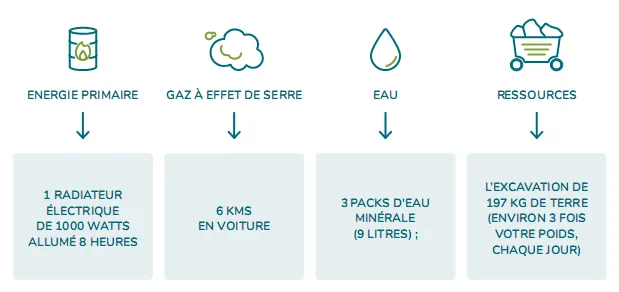 ENERGIE PRIMAIRE
GAZ À EFFET DE SERRE
EAU
RESSOURCES
1 RADIATEUR
ÉLECTRIQUE
DE 1000 WATTS
ALLUMÉ 8 HEURES
6 KMS
EN VOITURE
3 PACKS D'EAU
MINÉRALE
(9 LITRES) ;
L'EXCAVATION DE
197 KG DE TERRE
(ENVIRON 3 FOIS
VOTRE POIDS,
CHAQUE JOUR)